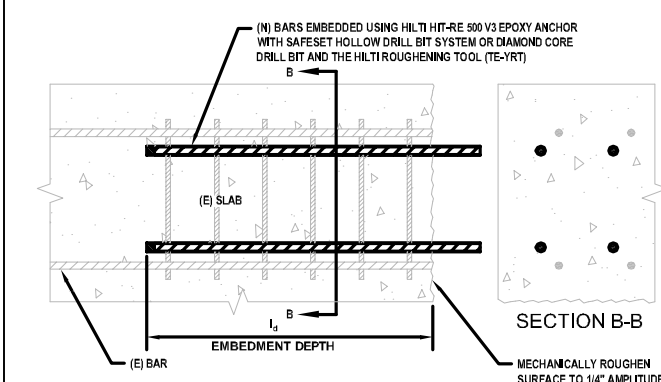 (N) BARS EMBEDDED USING HILTI HIT-RE 500 V3 EPOXY ANCHOR
WITH SAFESET HOLLOW DRILL BIT SYSTEM OR DIAMOND CORE
DRILL BIT AND THE HILTI ROUGHENING TOOL (TE-YRT)
B
(E) SLAB
B
SECTION B-B
ld
EMBEDMENT DEPTH
(E) BAR
MECHANICALLY ROUGHEN
SURFACE TO 1/4" AMPLITUDE